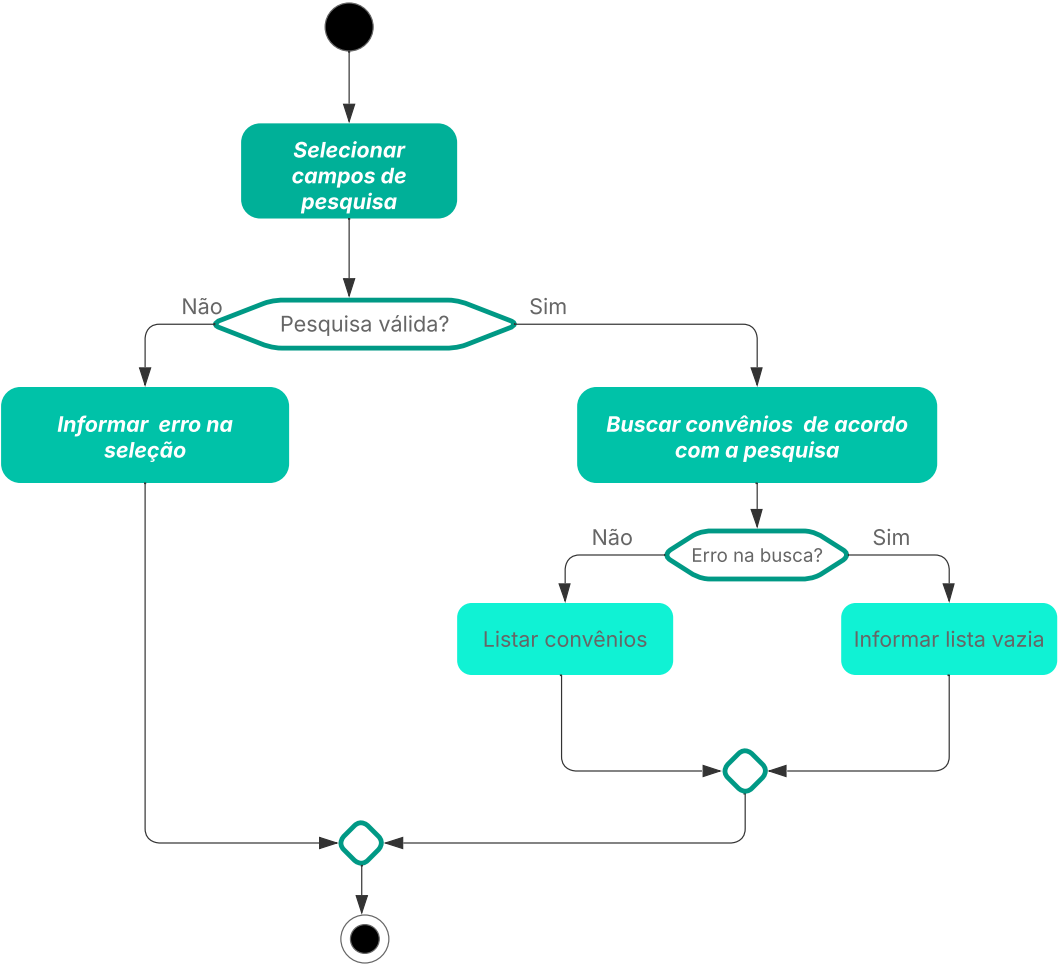 Selecionar
campos de
pesquisa
Não
Sim
Pesquisa válida?
Informar  erro na
seleção
Buscar convênios  de acordo
com a pesquisa
Não
Sim
Erro na busca?
Listar convênios
Informar lista vazia